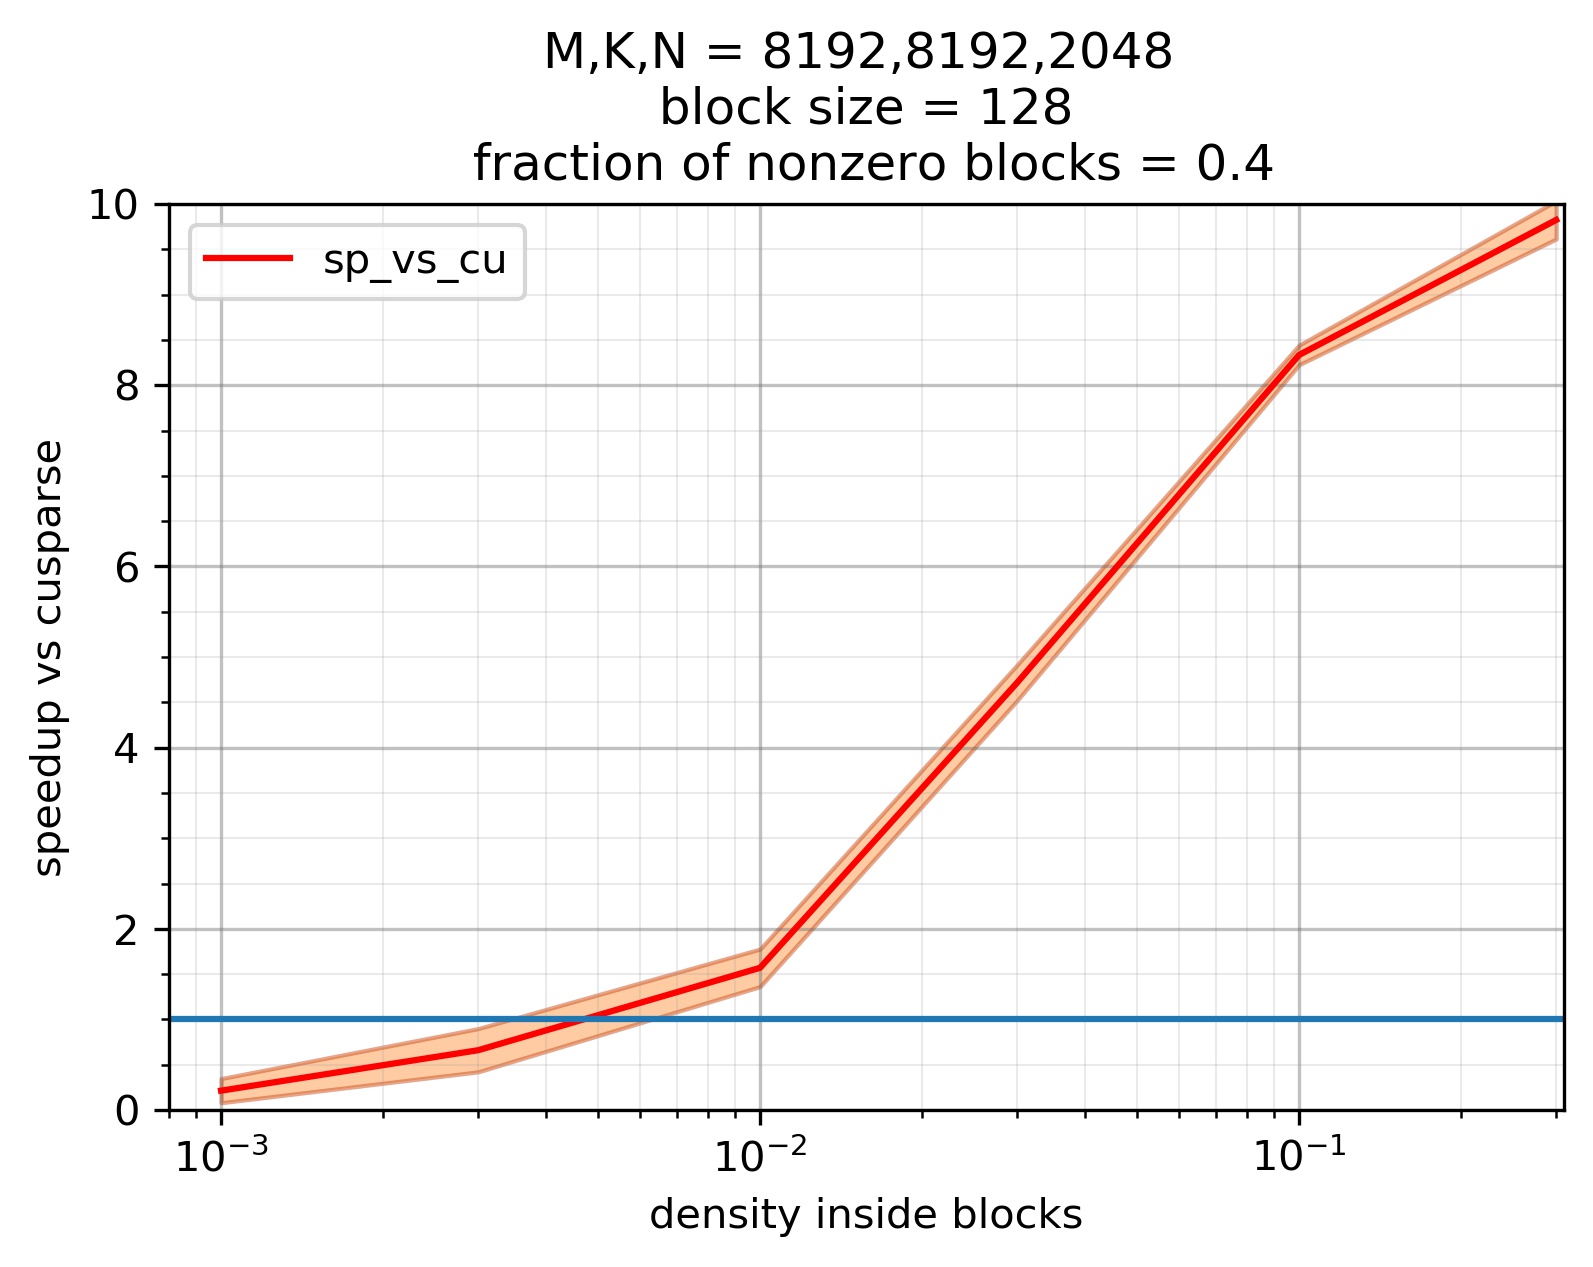 M,K,N = 8192,8192,2048
block size = 128
fraction of nonzero blocks = 0.4
sp_vs_cu
speedup vs cusparse
10
8
6
4
2
0
10⁻³ 10⁻² 10⁻¹
density inside blocks